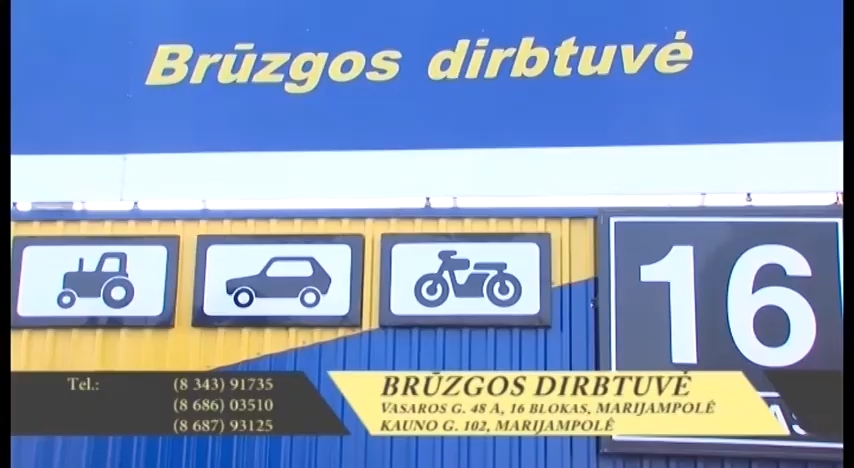 Brūzgos dirbtuvė
16
Tel.: (8 343) 91735
(8 686) 03510
(8 687) 93125
BRŪZGOS DIRBTUVĖ
VASAROS G. 48 A, 16 BLOKAS, MARIJAMPOLĖ
KAUNO G. 102, MARIJAMPOLĖ